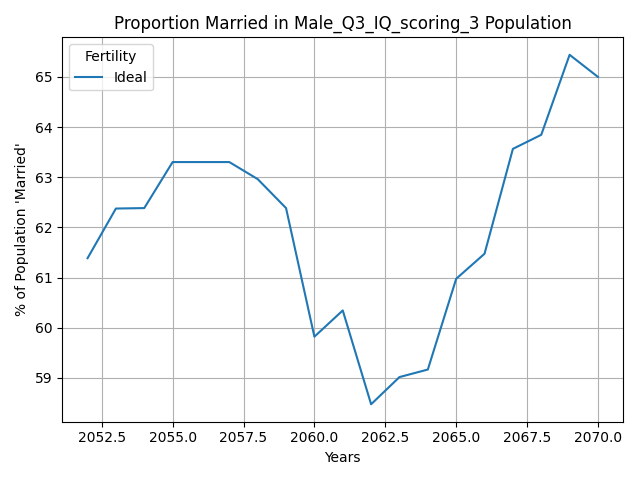 Proportion Married in Male_Q3_IQ_scoring_3 Population
Fertility
Ideal
% of Population 'Married'
65
64
63
62
61
60
59
2052.5 2055.0 2057.5 2060.0 2062.5 2065.0 2067.5 2070.0
Years